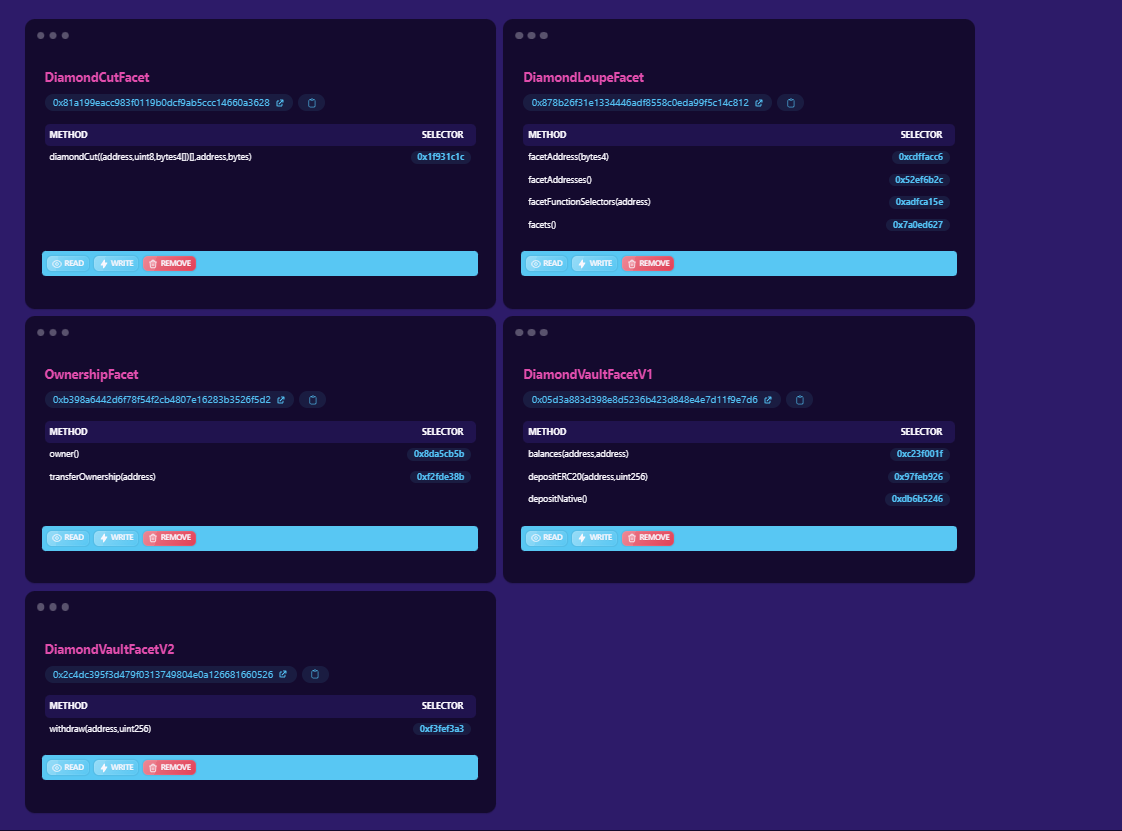 DiamondCutFacet
0x81a199eacc983f0119b0dcf9ab5ccc14660a3628
METHOD SELECTOR
diamondCut((address,uint8,bytes4[])[],address,bytes) 0x1f931c1c
READ WRITE REMOVE
DiamondLoupeFacet
0x878b26f31e1334446adf8558c0eda99f5c14c812
METHOD SELECTOR
facetAddress(bytes4) 0xcdffacc6
facetAddresses() 0x52ef6b2c
facetFunctionSelectors(address) 0xadfca15e
facets() 0x7a0ed627
READ WRITE REMOVE
OwnershipFacet
0xb398a6442d6f78f54f2cb4807e16283b3526f5d2
METHOD SELECTOR
owner() 0x8da5cb5b
transferOwnership(address) 0xf2fde38b
READ WRITE REMOVE
DiamondVaultFacetV1
0x05d3a883d398e8d5236b423d848e4e7d11f9e7d6
METHOD SELECTOR
balances(address,address) 0xc23f001f
depositERC20(address,uint256) 0x97feb926
depositNative() 0xdb6b5246
READ WRITE REMOVE
DiamondVaultFacetV2
0x2c4dc395f3d479f0313749804e0a126681660526
METHOD SELECTOR
withdraw(address,uint256) 0xf3fef3a3
READ WRITE REMOVE